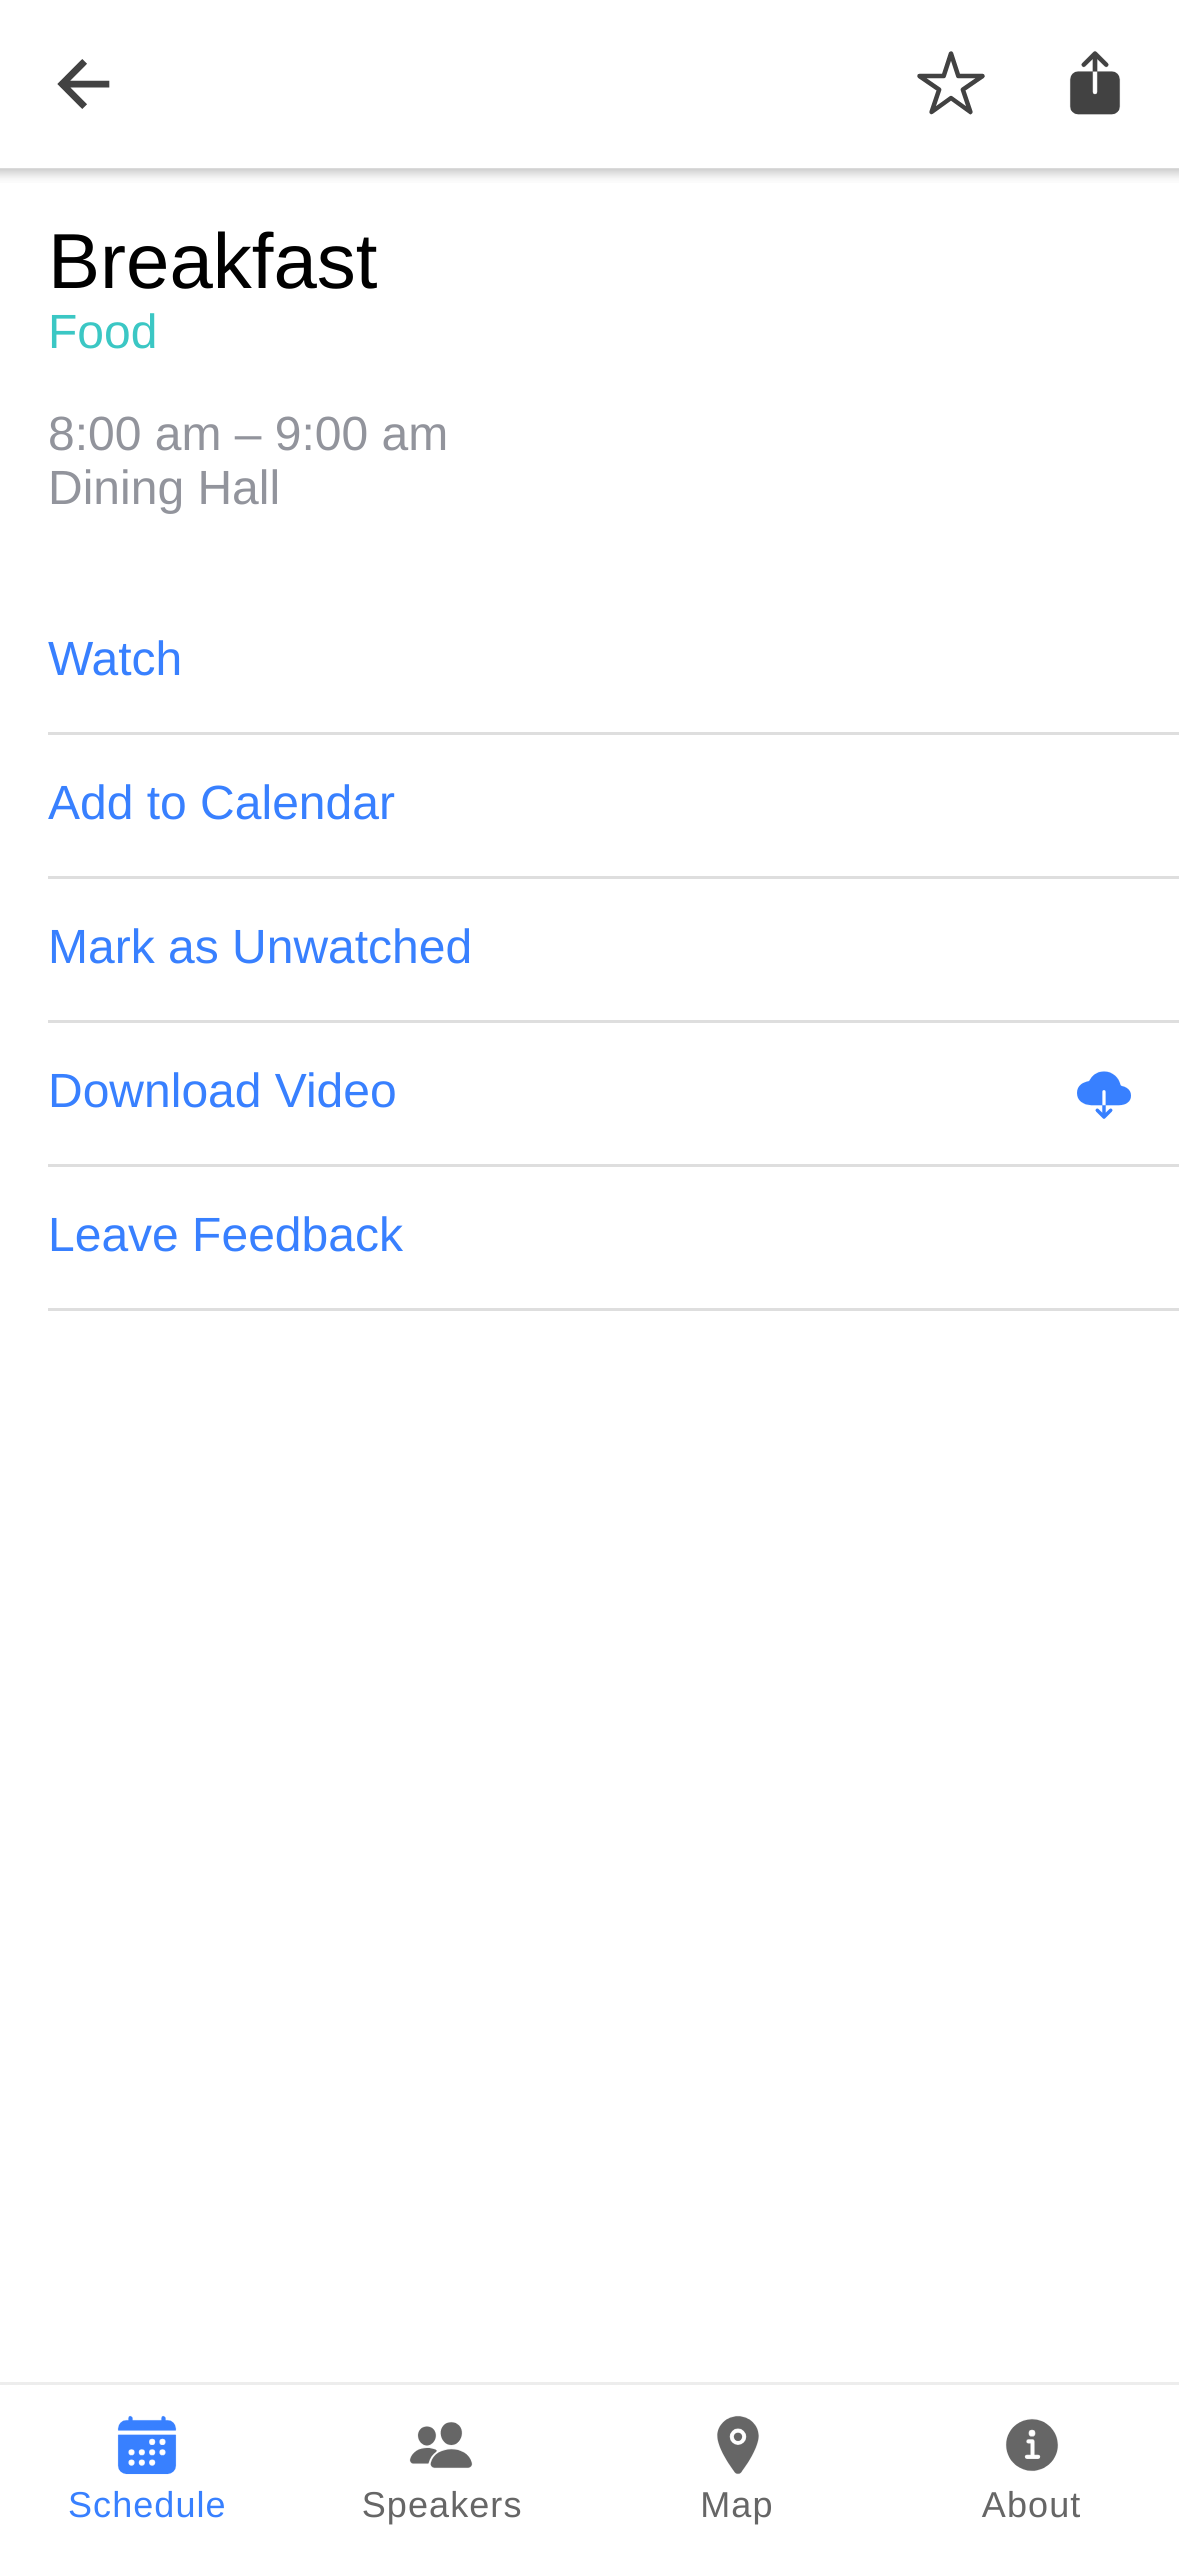 Breakfast
Food
8:00 am – 9:00 am
Dining Hall
Watch
Add to Calendar
Mark as Unwatched
Download Video
Leave Feedback
Schedule
Speakers
Map
About